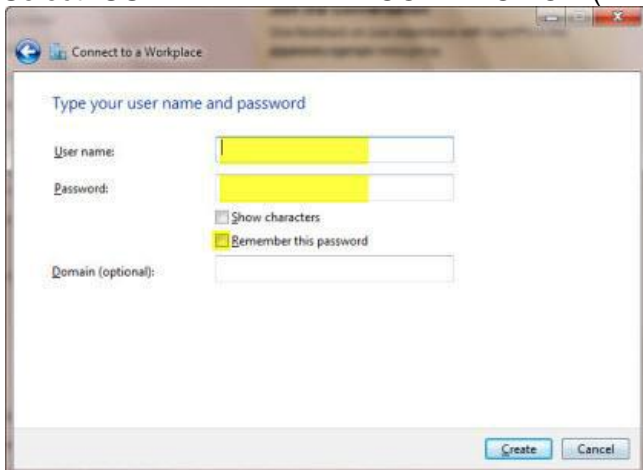 Connect to a Workplace
Type your user name and password
User name:
Password:
Show characters
Remember this password
Domain (optional):
Create Cancel